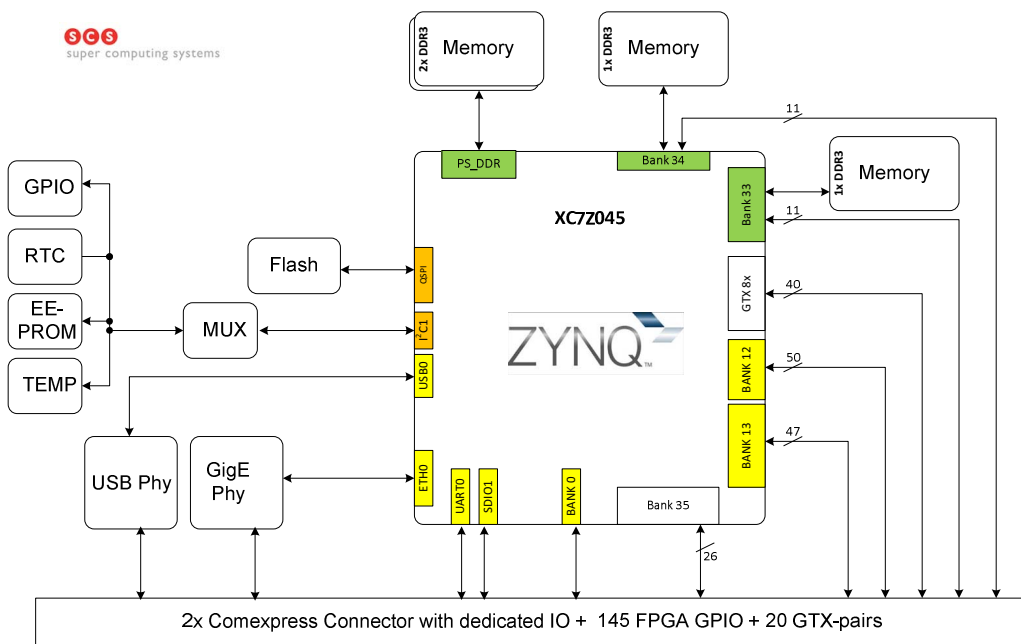 SCS
super computing systems
2x DDR3
Memory
1x DDR3
Memory
11
PS_DDR
Bank 34
1x DDR3
Memory
Bank 33
11
XC7Z045
GPIO
RTC
EE-
PROM
TEMP
Flash
QSPI
MUX
I²C1
USB0
GTX 8x
40
ZYNQ™
BANK 12
50
BANK 13
47
USB Phy
GigE
Phy
ETH0
UART0
SDIO1
BANK 0
Bank 35
26
2x Comexpress Connector with dedicated IO + 145 FPGA GPIO + 20 GTX-pairs